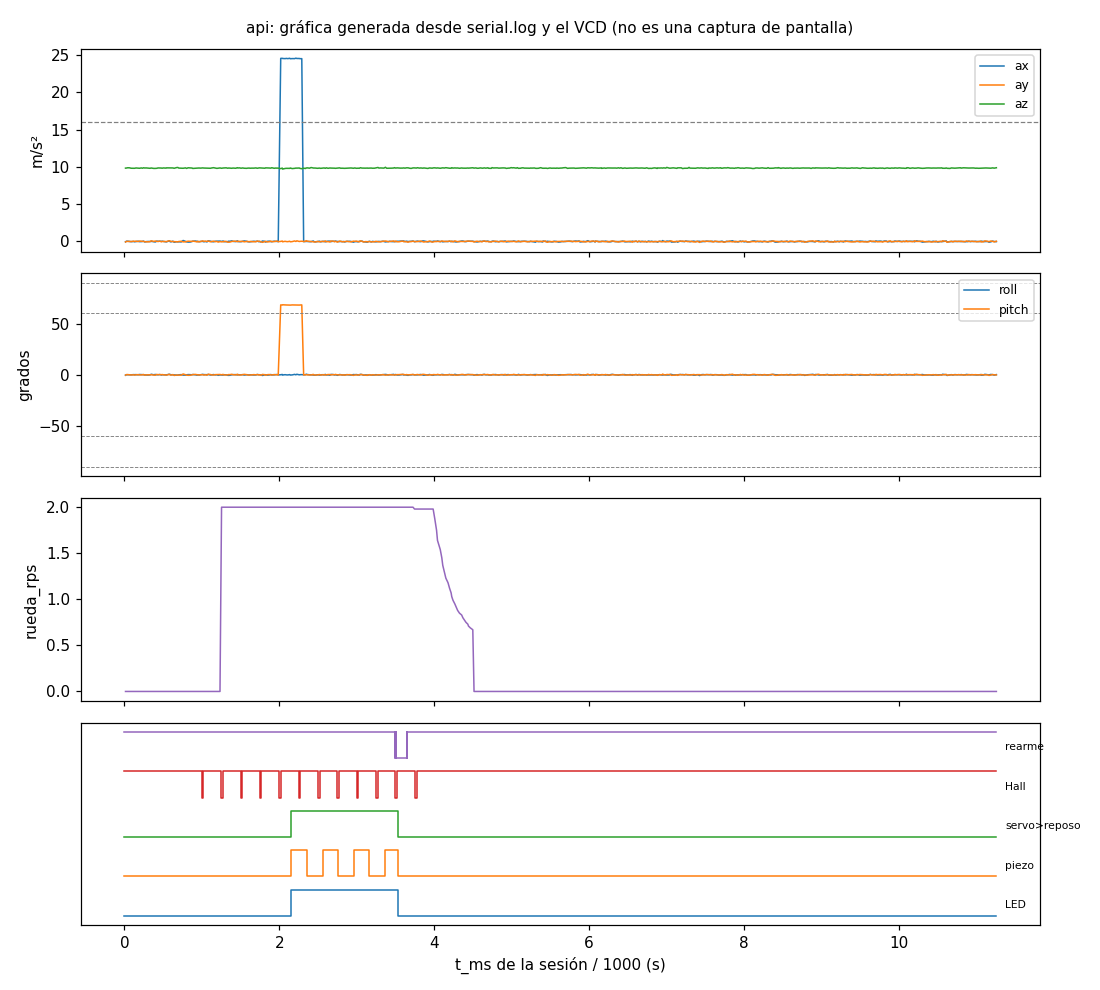 api: gráfica generada desde serial.log y el VCD (no es una captura de pantalla)
25
20
15
10
5
0
m/s²
ax
ay
az
50
0
−50
grados
roll
pitch
2.0
1.5
1.0
0.5
0.0
rueda_rps
rearme
Hall
servo>reposo
piezo
LED
0 2 4 6 8 10
t_ms de la sesión / 1000 (s)